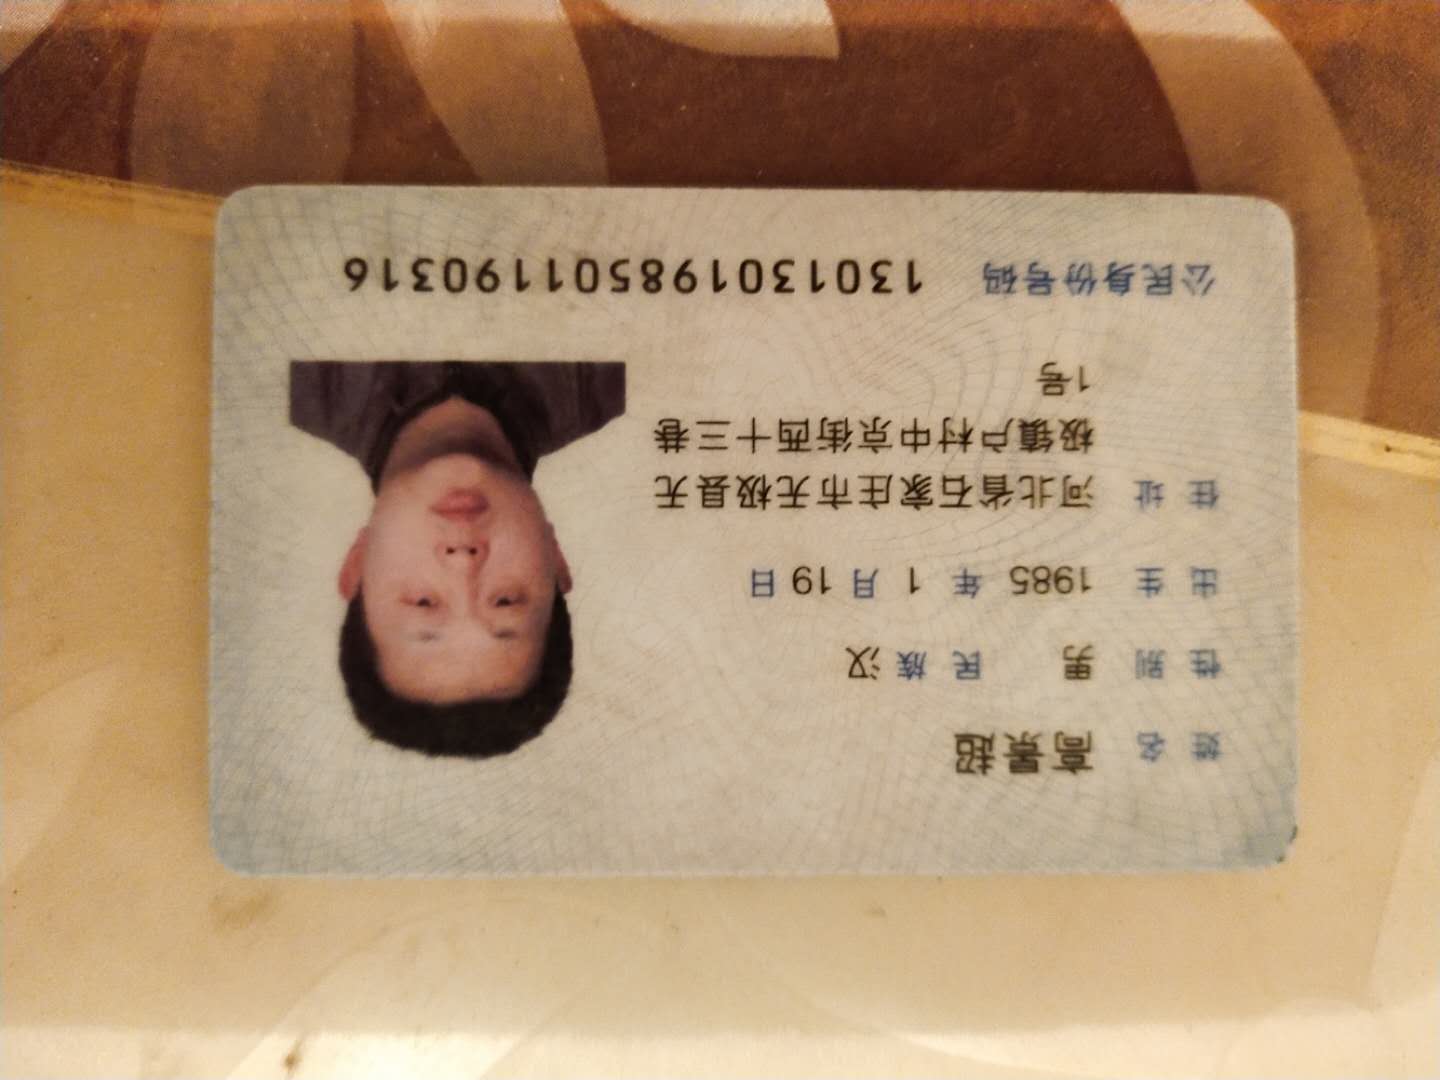 姓名 高景超
性别 男 民族 汉
出生 1985 年 1 月 19 日
住址 河北省石家庄市无极县无
极镇户村中京街西十三巷
1号
公民身份号码 130130198501190316